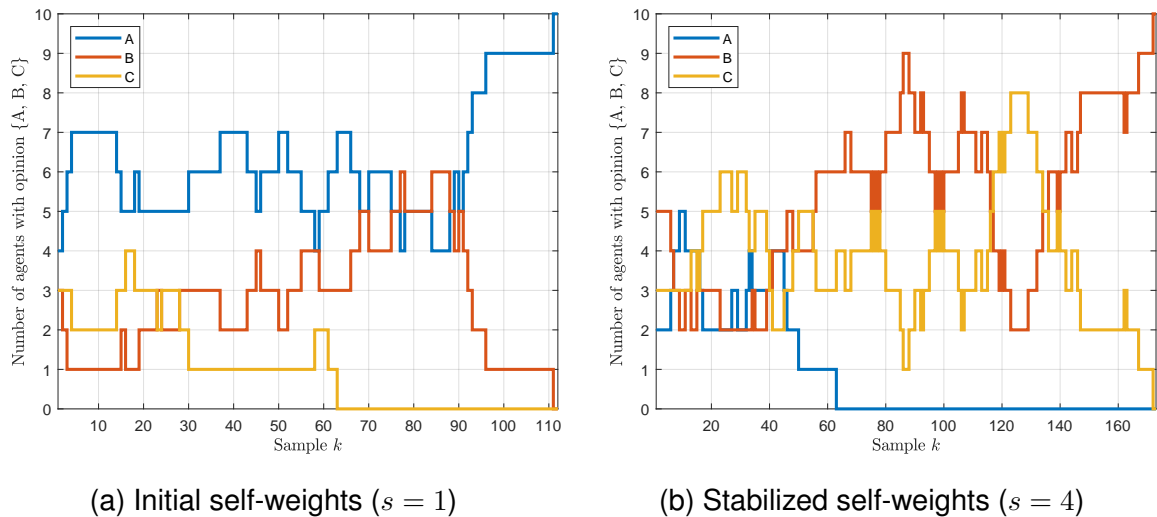 Number of agents with opinion {A, B, C}
10
9
8
7
6
5
4
3
2
1
0
A
B
C
10 20 30 40 50 60 70 80 90 100 110
Sample k
(a) Initial self-weights (s = 1)
Number of agents with opinion {A, B, C}
10
9
8
7
6
5
4
3
2
1
0
A
B
C
20 40 60 80 100 120 140 160
Sample k
(b) Stabilized self-weights (s = 4)